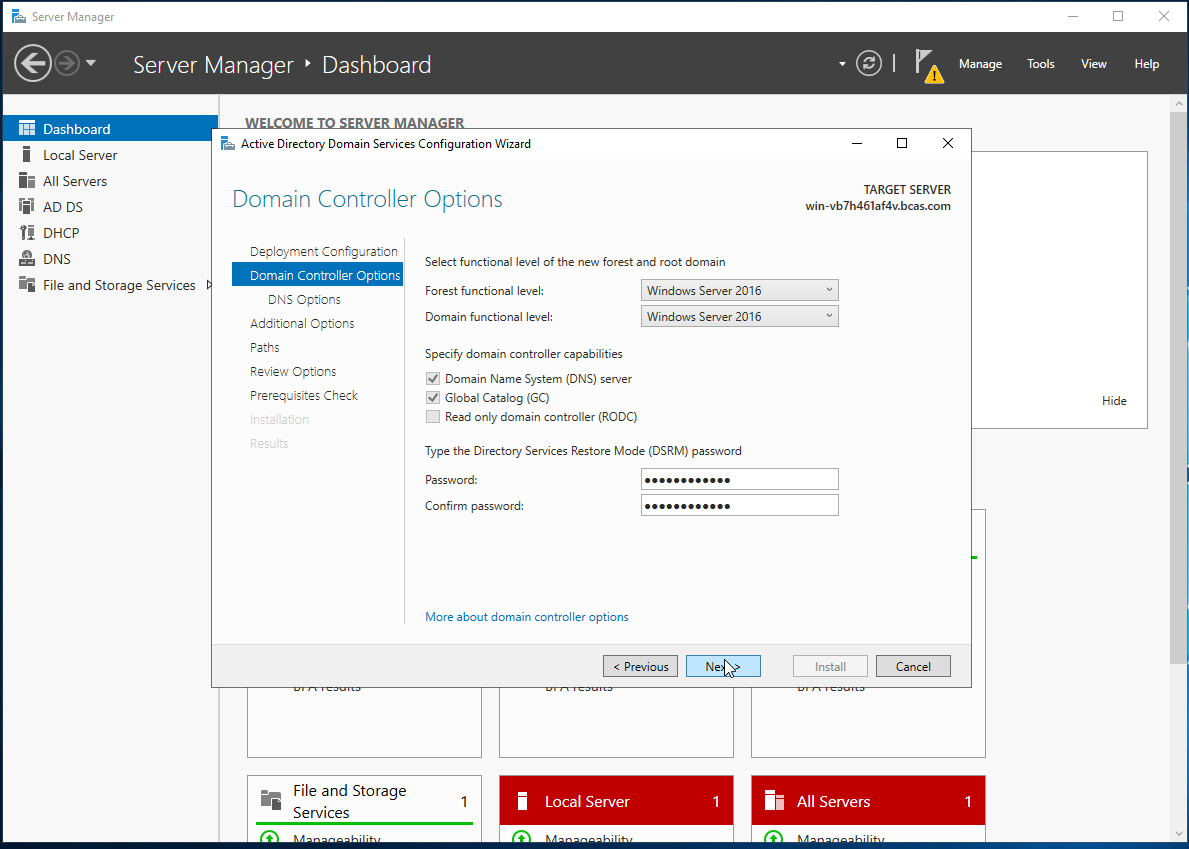 Server Manager
Server Manager ‣ Dashboard
Manage Tools View Help
Dashboard
Local Server
All Servers
AD DS
DHCP
DNS
File and Storage Services
WELCOME TO SERVER MANAGER
Hide
Active Directory Domain Services Configuration Wizard
Domain Controller Options
TARGET SERVER
win-vb7h461af4v.bcas.com
Deployment Configuration
Domain Controller Options
DNS Options
Additional Options
Paths
Review Options
Prerequisites Check
Installation
Results
Select functional level of the new forest and root domain
Forest functional level: Windows Server 2016
Domain functional level: Windows Server 2016
Specify domain controller capabilities
Domain Name System (DNS) server
Global Catalog (GC)
Read only domain controller (RODC)
Type the Directory Services Restore Mode (DSRM) password
Password: ●●●●●●●●●●●●
Confirm password: ●●●●●●●●●●●●
More about domain controller options
< Previous Next > Install Cancel
BPA results BPA results BPA results
File and Storage
Services 1
Local Server 1
All Servers 1
Manageability Manageability Manageability